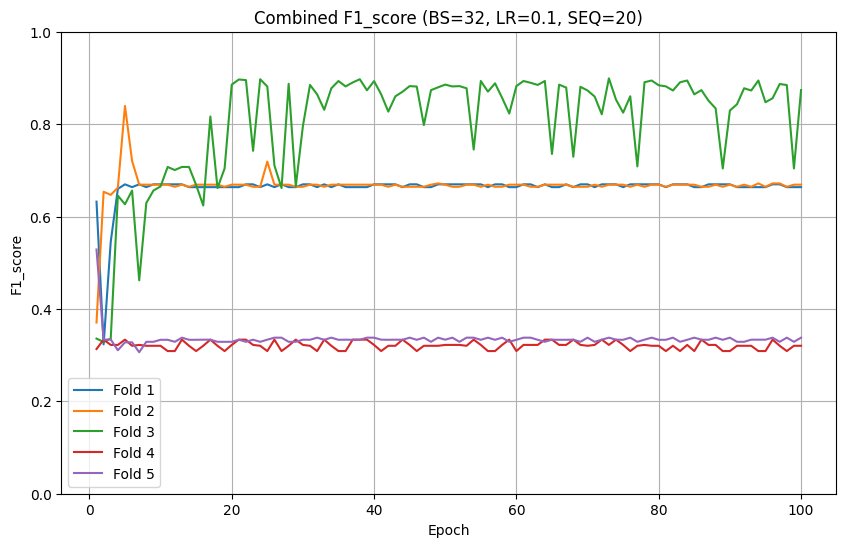 Combined F1_score (BS=32, LR=0.1, SEQ=20)
F1_score
1.0
0.8
0.6
0.4
0.2
0.0
Fold 1
Fold 2
Fold 3
Fold 4
Fold 5
0 20 40 60 80 100
Epoch